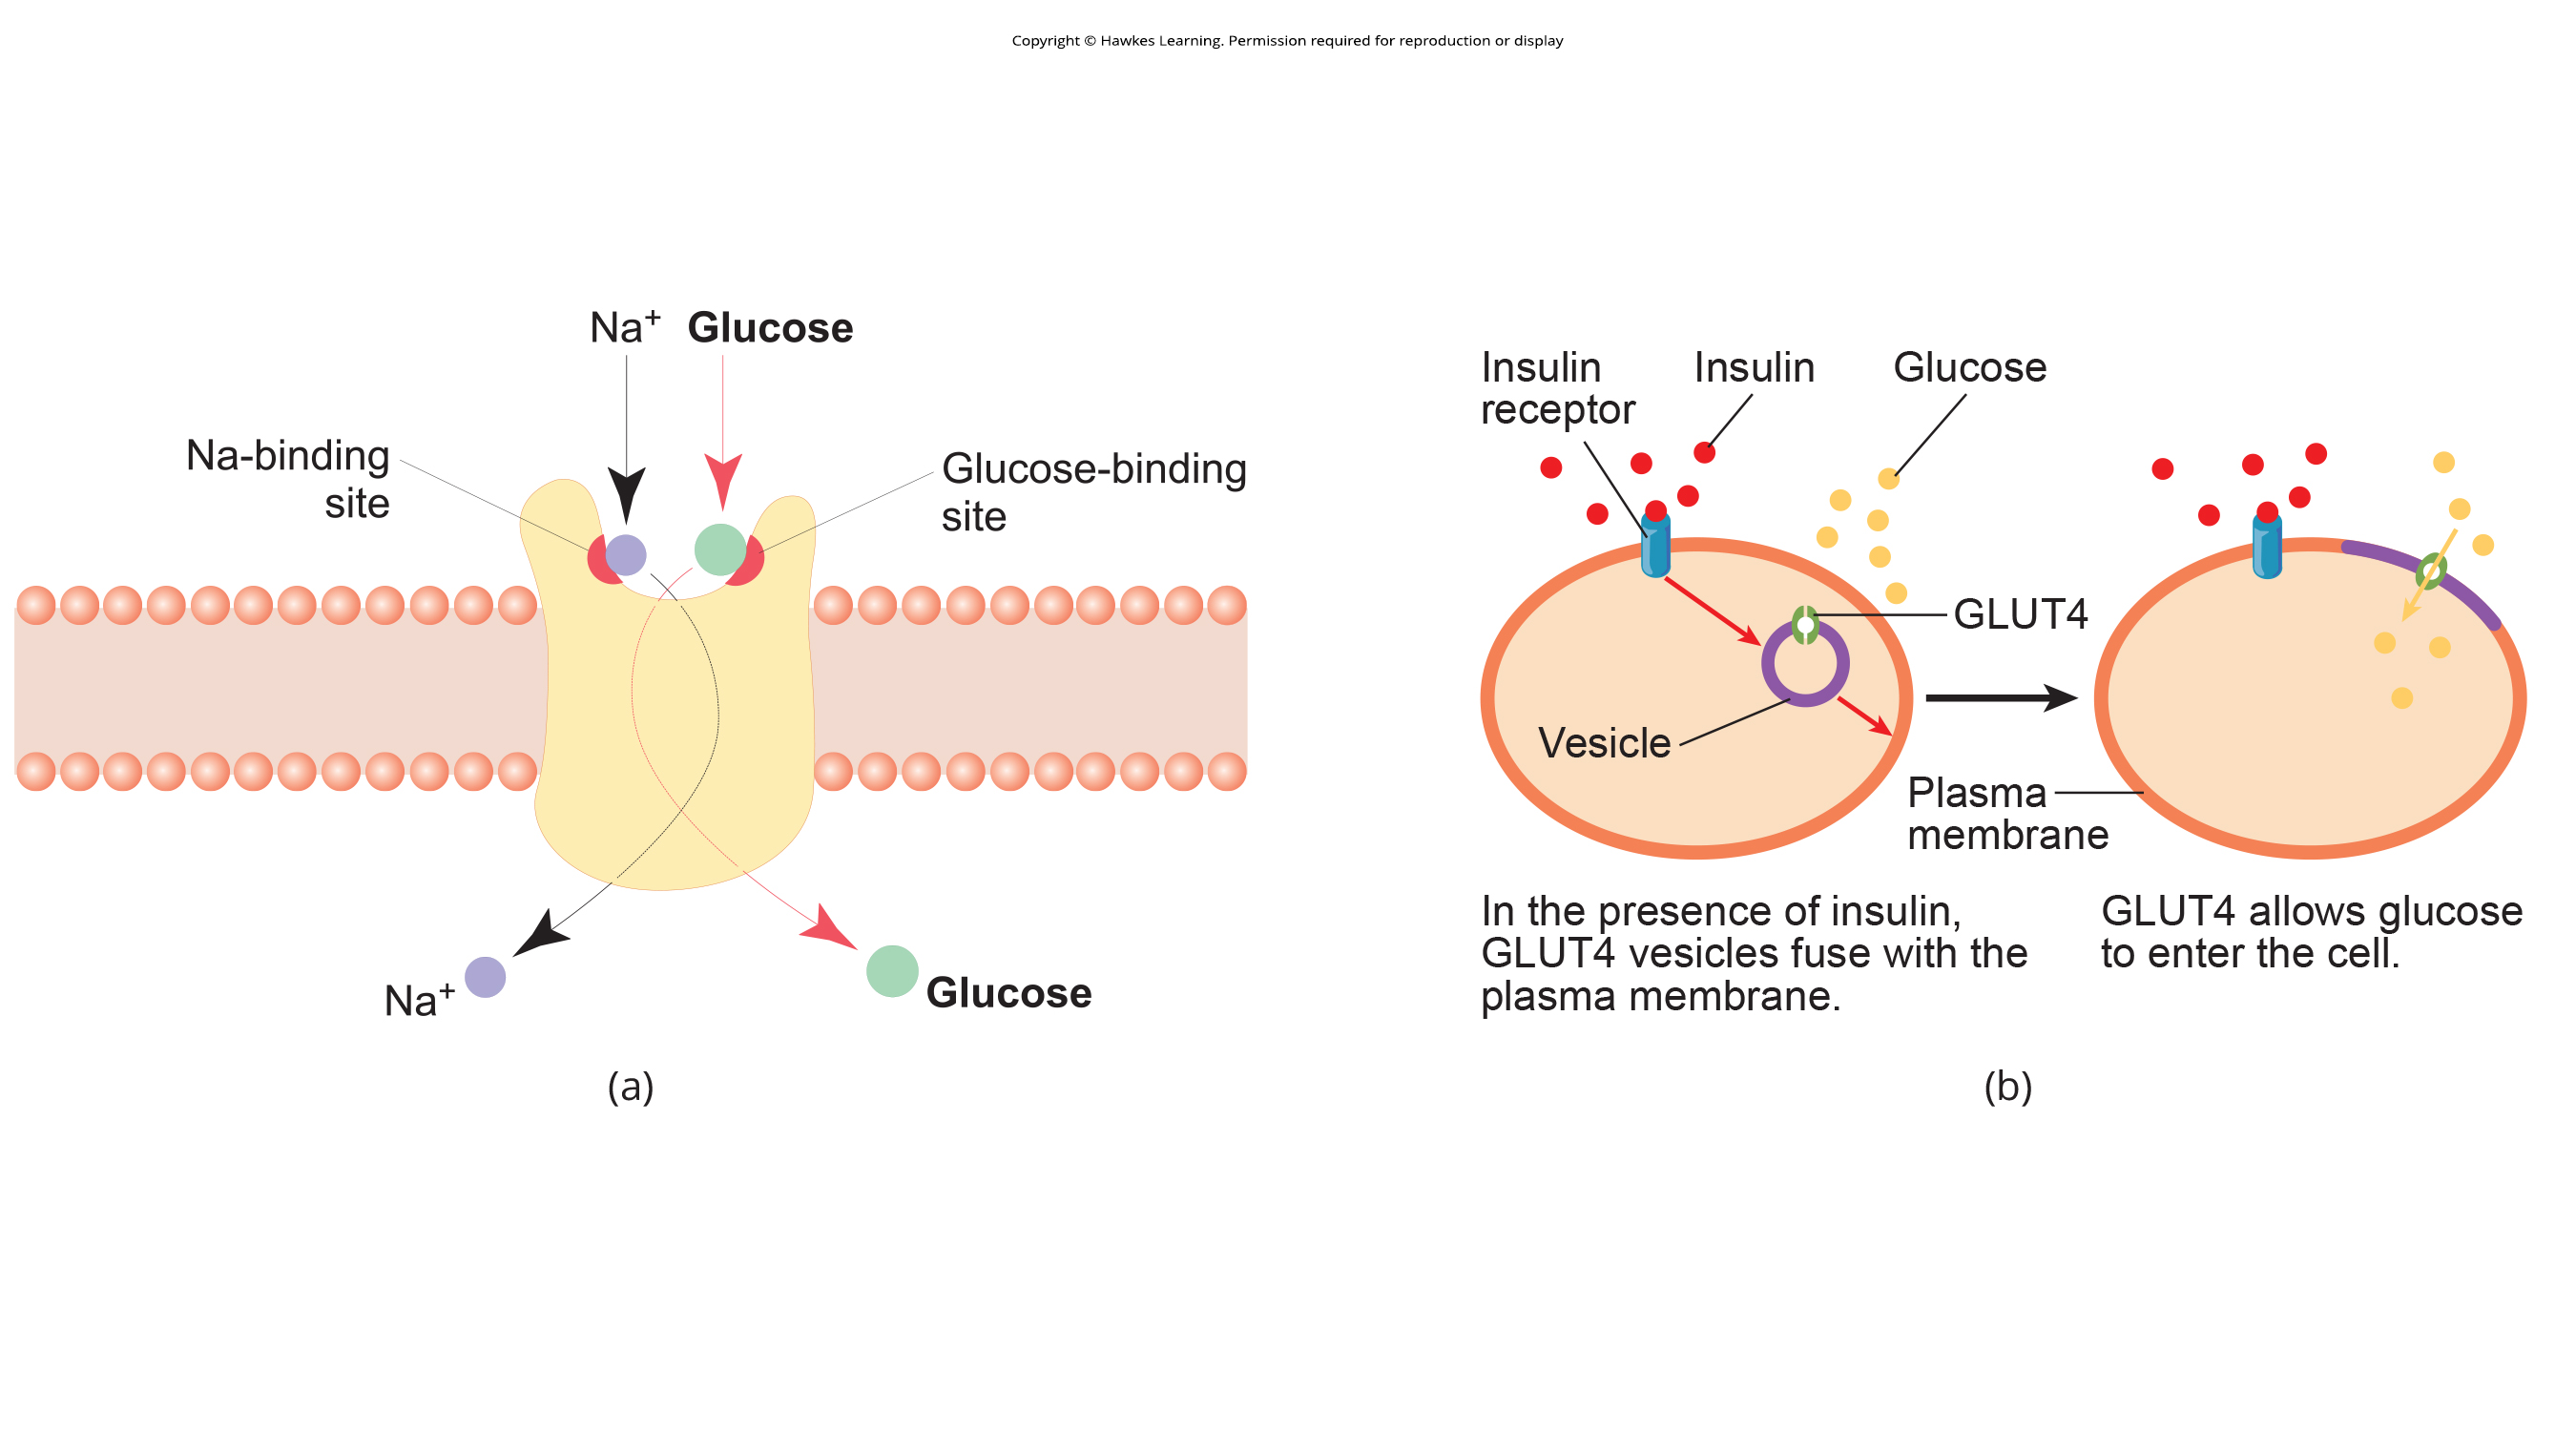 Copyright © Hawkes Learning. Permission required for reproduction or display
Na⁺ Glucose
Na-binding
site
Glucose-binding
site
Na⁺
Glucose
(a)
Insulin
receptor
Insulin
Glucose
GLUT4
Vesicle
Plasma
membrane
In the presence of insulin,
GLUT4 vesicles fuse with the
plasma membrane.
GLUT4 allows glucose
to enter the cell.
(b)